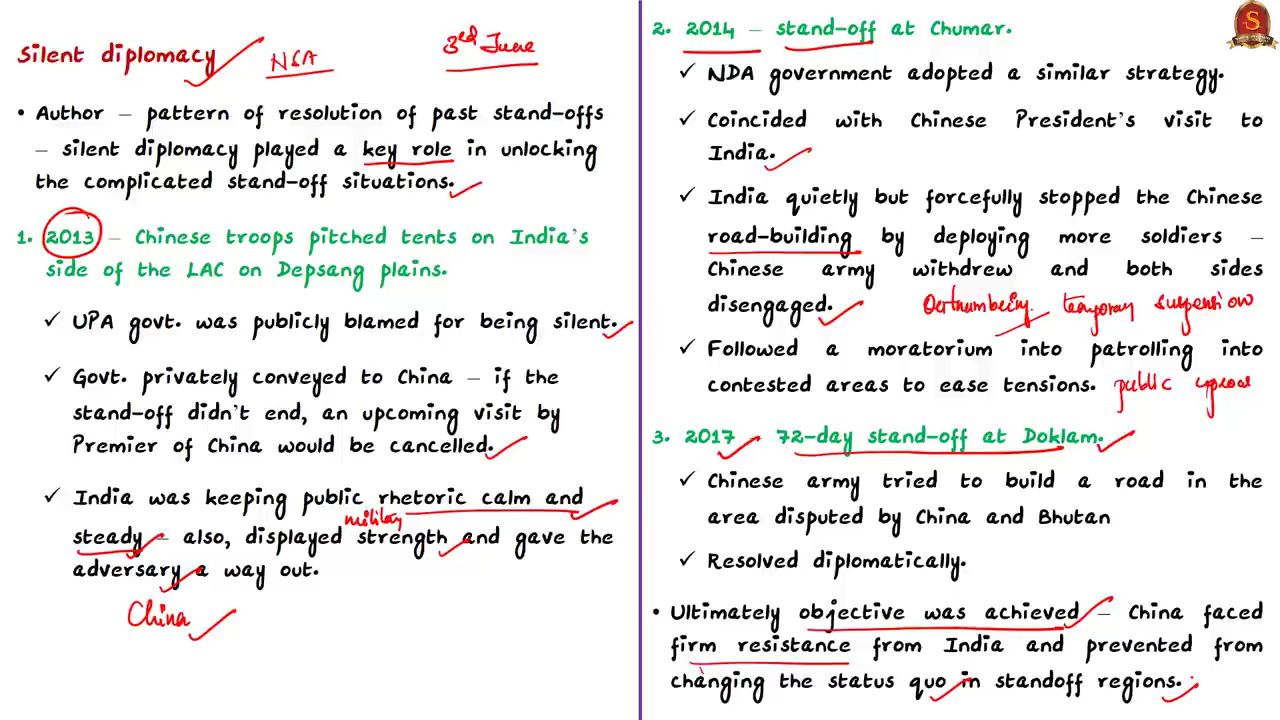 Silent diplomacy
NSA
3rd June
• Author – pattern of resolution of past stand-offs
– silent diplomacy played a key role in unlocking
the complicated stand-off situations.
1. 2013 – Chinese troops pitched tents on India's
side of the LAC on Depsang plains.
✓ UPA govt. was publicly blamed for being silent.
✓ Govt. privately conveyed to China – if the
stand-off didn't end, an upcoming visit by
Premier of China would be cancelled.
✓ India was keeping public rhetoric calm and
military
steady – also, displayed strength and gave the
adversary a way out.
China
2. 2014 – stand-off at Chumar.
✓ NDA government adopted a similar strategy.
✓ Coincided with Chinese President's visit to
India.
✓ India quietly but forcefully stopped the Chinese
road-building by deploying more soldiers –
Chinese army withdrew and both sides
disengaged.
temporary suspension
✓ Followed a moratorium into patrolling into
contested areas to ease tensions.
public uproar
3. 2017 - 72-day stand-off at Doklam.
✓ Chinese army tried to build a road in the
area disputed by China and Bhutan
✓ Resolved diplomatically.
• Ultimately objective was achieved – China faced
firm resistance from India and prevented from
changing the status quo in standoff regions.
S